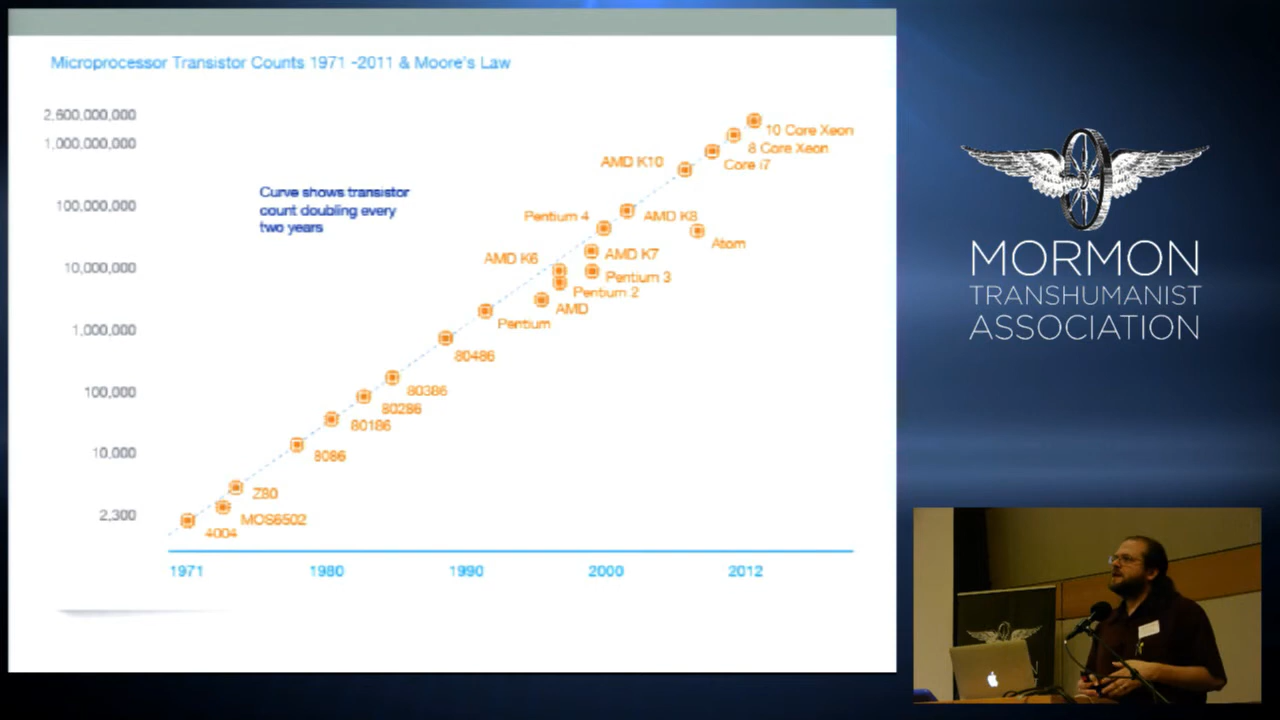 Microprocessor Transistor Counts 1971 -2011 & Moore's Law
2,600,000,000
1,000,000,000
100,000,000
10,000,000
1,000,000
100,000
10,000
2,300
Curve shows transistor
count doubling every
two years
10 Core Xeon
8 Core Xeon
AMD K10
Core i7
Pentium 4
AMD K8
Atom
AMD K6
AMD K7
Pentium 3
Pentium 2
AMD
Pentium
80486
80386
80286
80186
8086
Z80
MOS6502
4004
1971
1980
1990
2000
2012
MORMON
TRANSHUMANIST
ASSOCIATION